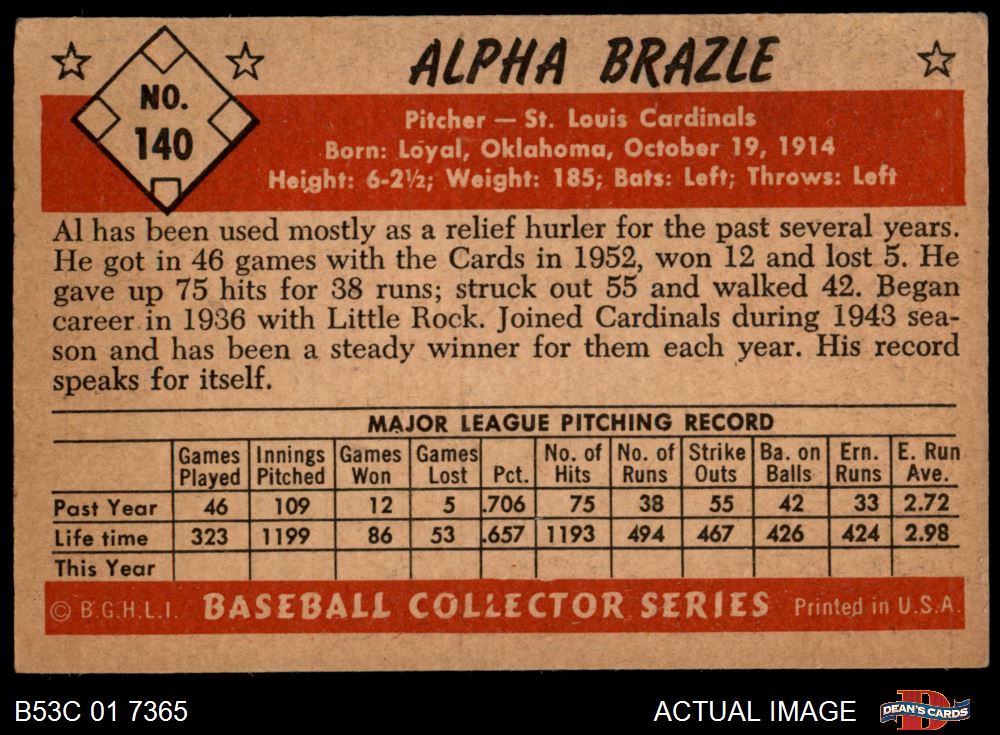 NO.
140
ALPHA BRAZLE
Pitcher — St. Louis Cardinals
Born: Loyal, Oklahoma, October 19, 1914
Height: 6-2½; Weight: 185; Bats: Left; Throws: Left
Al has been used mostly as a relief hurler for the past several years.
He got in 46 games with the Cards in 1952, won 12 and lost 5. He
gave up 75 hits for 38 runs; struck out 55 and walked 42. Began
career in 1936 with Little Rock. Joined Cardinals during 1943 sea-
son and has been a steady winner for them each year. His record
speaks for itself.
MAJOR LEAGUE PITCHING RECORD
Games Innings Games Games No. of No. of Strike Ba. on Ern. E. Run
Played Pitched Won Lost Pct. Hits Runs Outs Balls Runs Ave.
Past Year 46 109 12 5 .706 75 38 55 42 33 2.72
Life time 323 1199 86 53 .657 1193 494 467 426 424 2.98
This Year
© B.G.H.L.I. BASEBALL COLLECTOR SERIES Printed in U.S.A.
B53C 01 7365 ACTUAL IMAGE DEAN'S CARDS